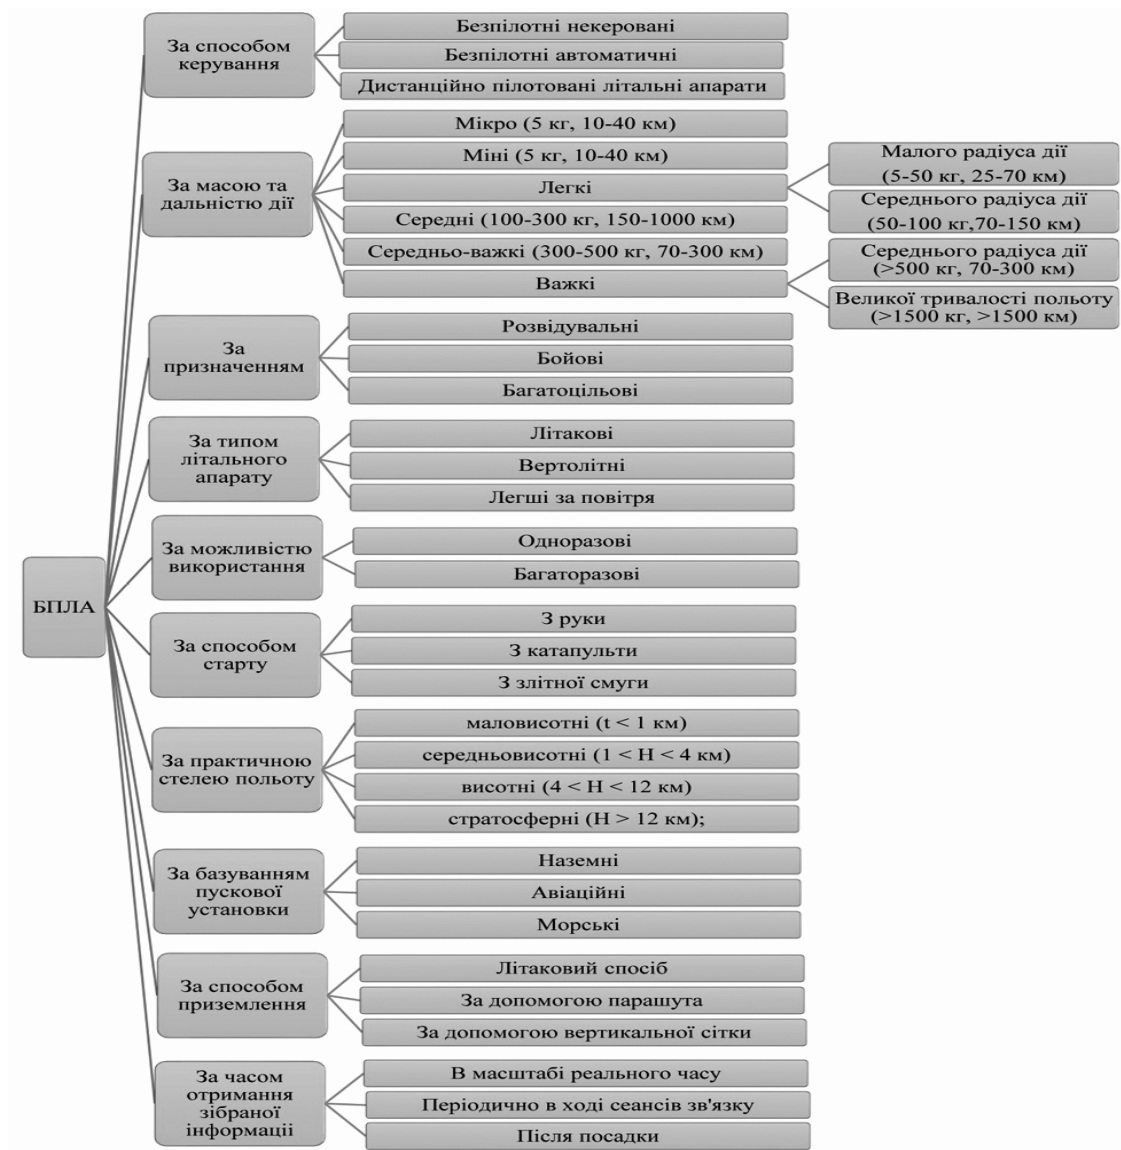 БПЛА
За способом
керування
Безпілотні некеровані
Безпілотні автоматичні
Дистанційно пілотовані літальні апарати
За масою та
дальністю дії
Мікро (5 кг, 10-40 км)
Міні (5 кг, 10-40 км)
Легкі
Малого радіуса дії
(5-50 кг, 25-70 км)
Середнього радіуса дії
(50-100 кг,70-150 км)
Середні (100-300 кг, 150-1000 км)
Середньо-важкі (300-500 кг, 70-300 км)
Важкі
Середнього радіуса дії
(>500 кг, 70-300 км)
Великої тривалості польоту
(>1500 кг, >1500 км)
За
призначенням
Розвідувальні
Бойові
Багатоцільові
За типом
літального
апарату
Літакові
Вертолітні
Легші за повітря
За можливістю
використання
Одноразові
Багаторазові
За способом
старту
З руки
З катапульти
З злітної смуги
За практичною
стелею польоту
маловисотні (t < 1 км)
середньовисотні (1 < H < 4 км)
висотні (4 < H < 12 км)
стратосферні (H > 12 км);
За базуванням
пускової
установки
Наземні
Авіаційні
Морські
За способом
приземлення
Літаковий спосіб
За допомогою парашута
За допомогою вертикальної сітки
За часом
отримання
зібраної
інформації
В масштабі реального часу
Періодично в ході сеансів зв'язку
Після посадки